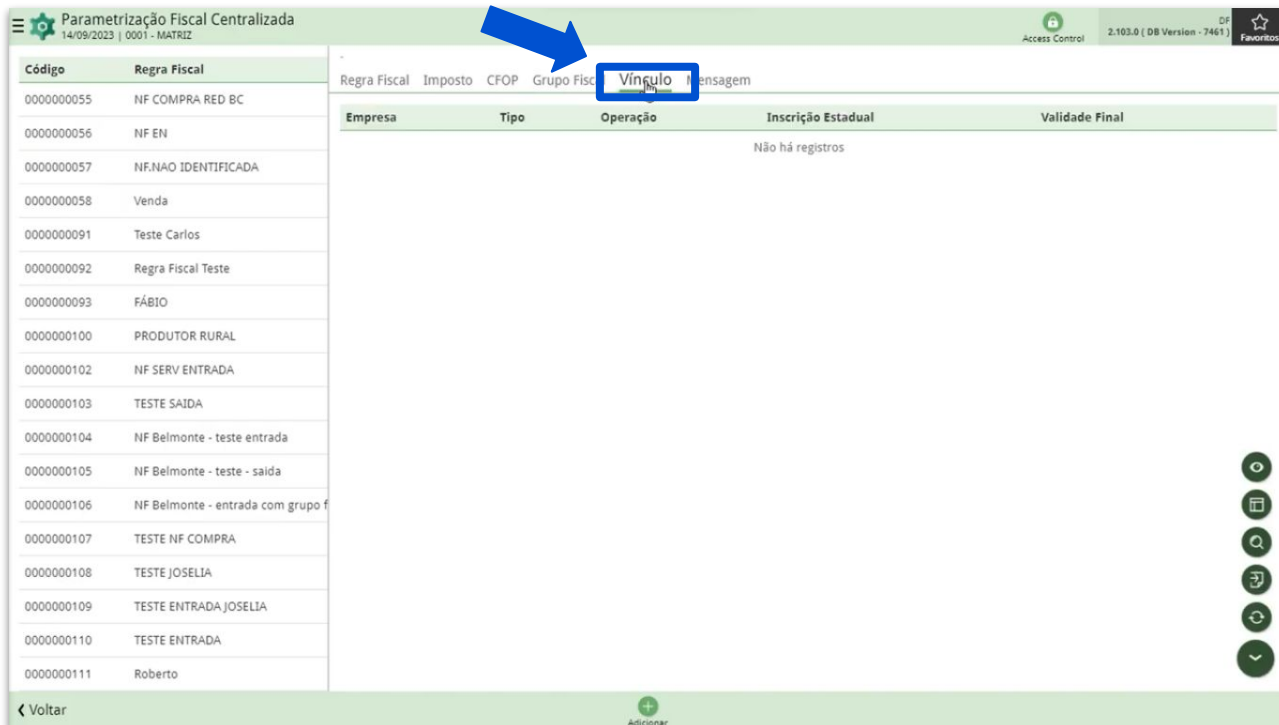 Parametrização Fiscal Centralizada
14/09/2023 | 0001 - MATRIZ
Access Control
DF
2.103.0 ( DB Version - 7461 )
Favoritos
Código Regra Fiscal
0000000055 NF COMPRA RED BC
0000000056 NF EN
0000000057 NF.NAO IDENTIFICADA
0000000058 Venda
0000000091 Teste Carlos
0000000092 Regra Fiscal Teste
0000000093 FÁBIO
0000000100 PRODUTOR RURAL
0000000102 NF SERV ENTRADA
0000000103 TESTE SAIDA
0000000104 NF Belmonte - teste entrada
0000000105 NF Belmonte - teste - saida
0000000106 NF Belmonte - entrada com grupo f
0000000107 TESTE NF COMPRA
0000000108 TESTE JOSELIA
0000000109 TESTE ENTRADA JOSELIA
0000000110 TESTE ENTRADA
0000000111 Roberto
Regra Fiscal Imposto CFOP Grupo Fiscal Vínculo Mensagem
Empresa Tipo Operação Inscrição Estadual Validade Final
Não há registros
Voltar
Adicionar